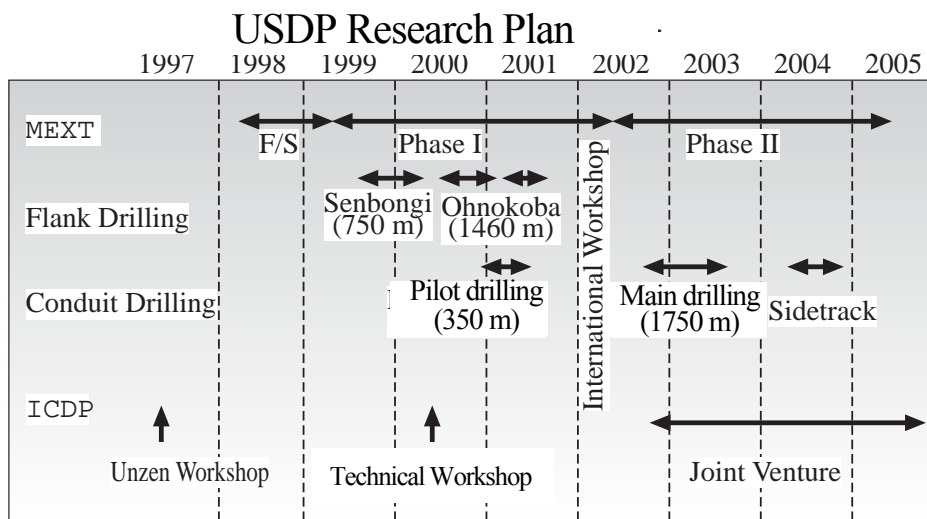 USDP Research Plan
1997 1998 1999 2000 2001 2002 2003 2004 2005
MEXT
F/S
Phase I
Phase II
Flank Drilling
Senbongi
(750 m)
Ohnokoba
(1460 m)
International Workshop
Conduit Drilling
Pilot drilling
(350 m)
Main drilling
(1750 m)
Sidetrack
ICDP
Unzen Workshop
Technical Workshop
Joint Venture